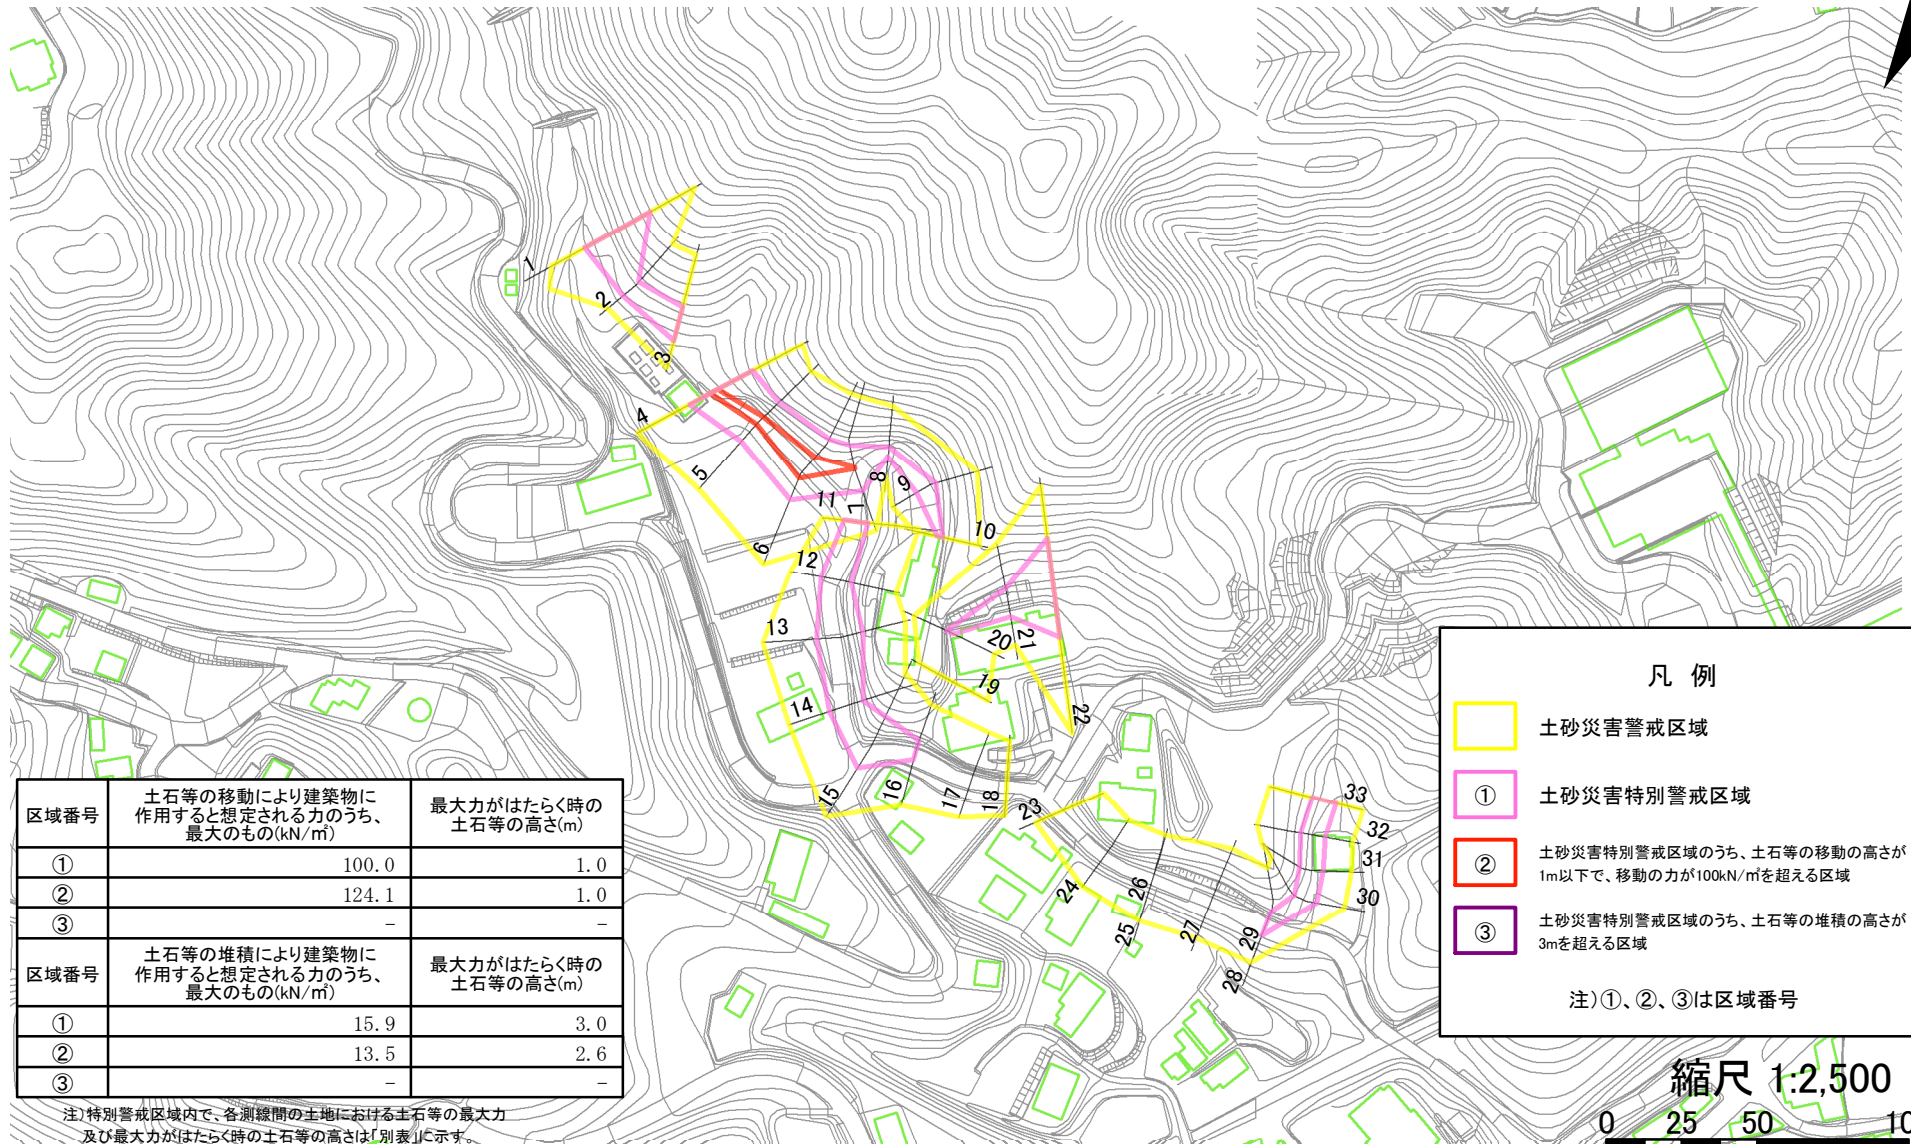 1
2
3
4
5
6
7
8
9
10
11
12
13
14
15
16
17
18
19
20
21
22
23
24
25
26
27
28
29
30
31
32
33
区域番号 土石等の移動により建築物に作用すると想定される力のうち、最大のもの(kN/㎡) 最大力がはたらく時の土石等の高さ(m)
① 100.0 1.0
② 124.1 1.0
③ - -
区域番号 土石等の堆積により建築物に作用すると想定される力のうち、最大のもの(kN/㎡) 最大力がはたらく時の土石等の高さ(m)
① 15.9 3.0
② 13.5 2.6
③ - -
注)特別警戒区域内で、各測線間の土地における土石等の最大力
及び最大力がはたらく時の土石等の高さは「別表」に示す。
凡 例
土砂災害警戒区域
① 土砂災害特別警戒区域
② 土砂災害特別警戒区域のうち、土石等の移動の高さが
1m以下で、移動の力が100kN/㎡を超える区域
③ 土砂災害特別警戒区域のうち、土石等の堆積の高さが
3mを超える区域
注)①、②、③は区域番号
縮尺 1:2,500
0 25 50 10